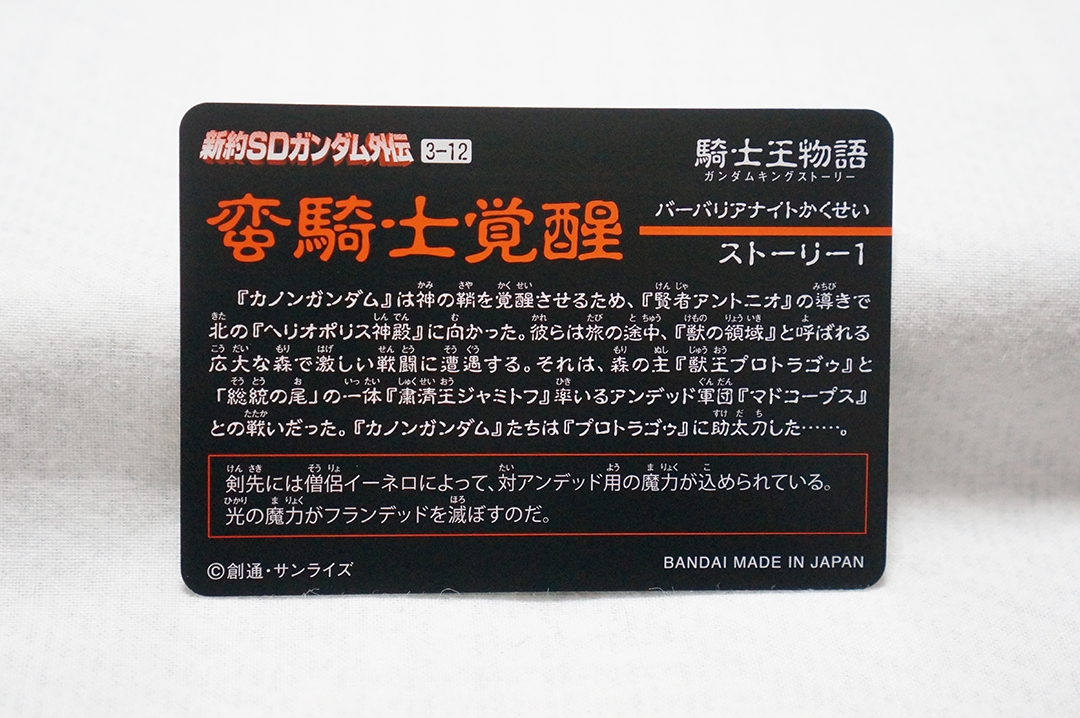 新約SDガンダム外伝 3-12
騎士王物語
ガンダムキングストーリー
蛮騎士覚醒
バーバリアナイトかくせい
ストーリー1
『カノンガンダム』は神の鞘を覚醒させるため、『賢者アントニオ』の導きで
北の『ヘリオポリス神殿』に向かった。彼らは旅の途中、『獣の領域』と呼ばれる
広大な森で激しい戦闘に遭遇する。それは、森の主『獣王プロトラゴゥ』と
「総統の尾」の一体『粛清王ジャミトフ』率いるアンデッド軍団『マドコープス』
との戦いだった。『カノンガンダム』たちは『プロトラゴゥ』に助太刀した……。
剣先には僧侶イーネロによって、対アンデッド用の魔力が込められている。
光の魔力がフランデッドを滅ぼすのだ。
©創通・サンライズ
BANDAI MADE IN JAPAN